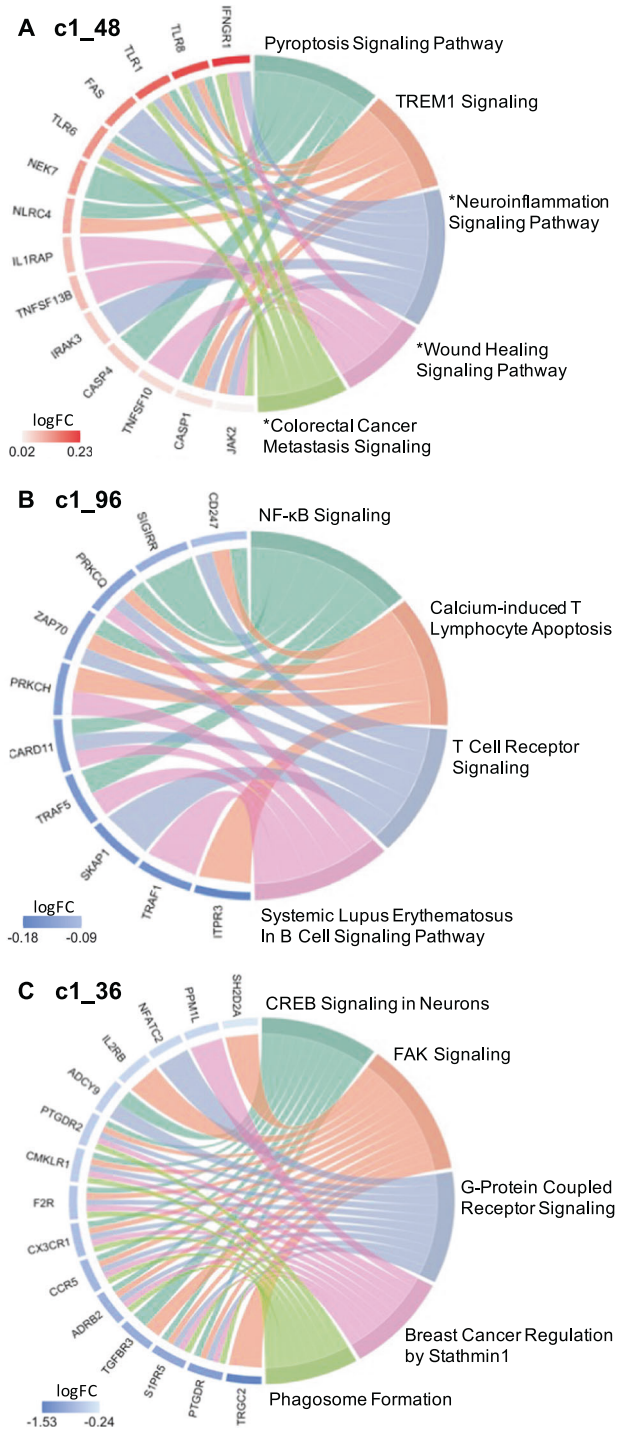 A c1_48
IFNGR1
TLR8
TLR1
FAS
TLR6
NEK7
NLRC4
IL1RAP
TNFSF13B
IRAK3
CASP4
TNFSF10
CASP1
JAK2
Pyroptosis Signaling Pathway
TREM1 Signaling
*Neuroinflammation
Signaling Pathway
*Wound Healing
Signaling Pathway
*Colorectal Cancer
Metastasis Signaling
logFC
0.02 0.23
B c1_96
CD247
SIGIRR
PRKCQ
ZAP70
PRKCH
CARD11
TRAF5
SKAP1
TRAF1
ITPR3
NF-κB Signaling
Calcium-induced T
Lymphocyte Apoptosis
T Cell Receptor
Signaling
Systemic Lupus Erythematosus
In B Cell Signaling Pathway
logFC
-0.18 -0.09
C c1_36
SH2D2A
PPM1L
NFATC2
IL2RB
ADCY9
PTGDR2
CMKLR1
F2R
CX3CR1
CCR5
ADRB2
TGFBR3
S1PR5
PTGDR
TRGC2
CREB Signaling in Neurons
FAK Signaling
G-Protein Coupled
Receptor Signaling
Breast Cancer Regulation
by Stathmin1
Phagosome Formation
logFC
-1.53 -0.24